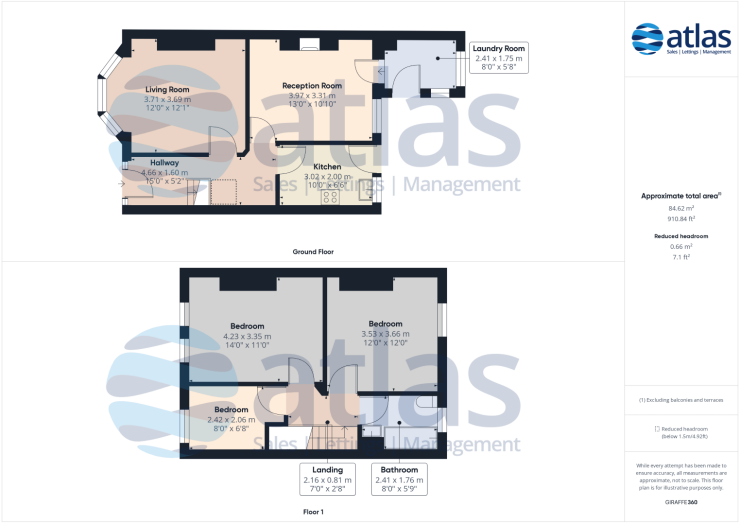 Laundry Room
2.41 x 1.75 m
8'0" x 5'8"
Living Room
3.71 x 3.69 m
12'0" x 12'1"
Reception Room
3.97 x 3.31 m
13'0" x 10'10"
Hallway
4.66 x 1.60 m
15'0" x 5'2"
Kitchen
3.02 x 2.00 m
10'0" x 6'6"
atlas
Sales | Lettings | Management
Ground Floor
Bedroom
4.23 x 3.35 m
14'0" x 11'0"
Bedroom
3.53 x 3.66 m
12'0" x 12'0"
Bedroom
2.42 x 2.06 m
8'0" x 6'8"
atlas
Sales | Lettings | Management
Landing
2.16 x 0.81 m
7'0" x 2'8"
Bathroom
2.41 x 1.76 m
8'0" x 5'9"
Floor 1
atlas
Sales | Lettings | Management
Approximate total area(1)
84.62 m²
910.84 ft²
Reduced headroom
0.66 m²
7.1 ft²
(1) Excluding balconies and terraces
Reduced headroom
(below 1.5m/4.92ft)
While every attempt has been made to
ensure accuracy, all measurements are
approximate, not to scale. This floor
plan is for illustrative purposes only.
GIRAFFE360